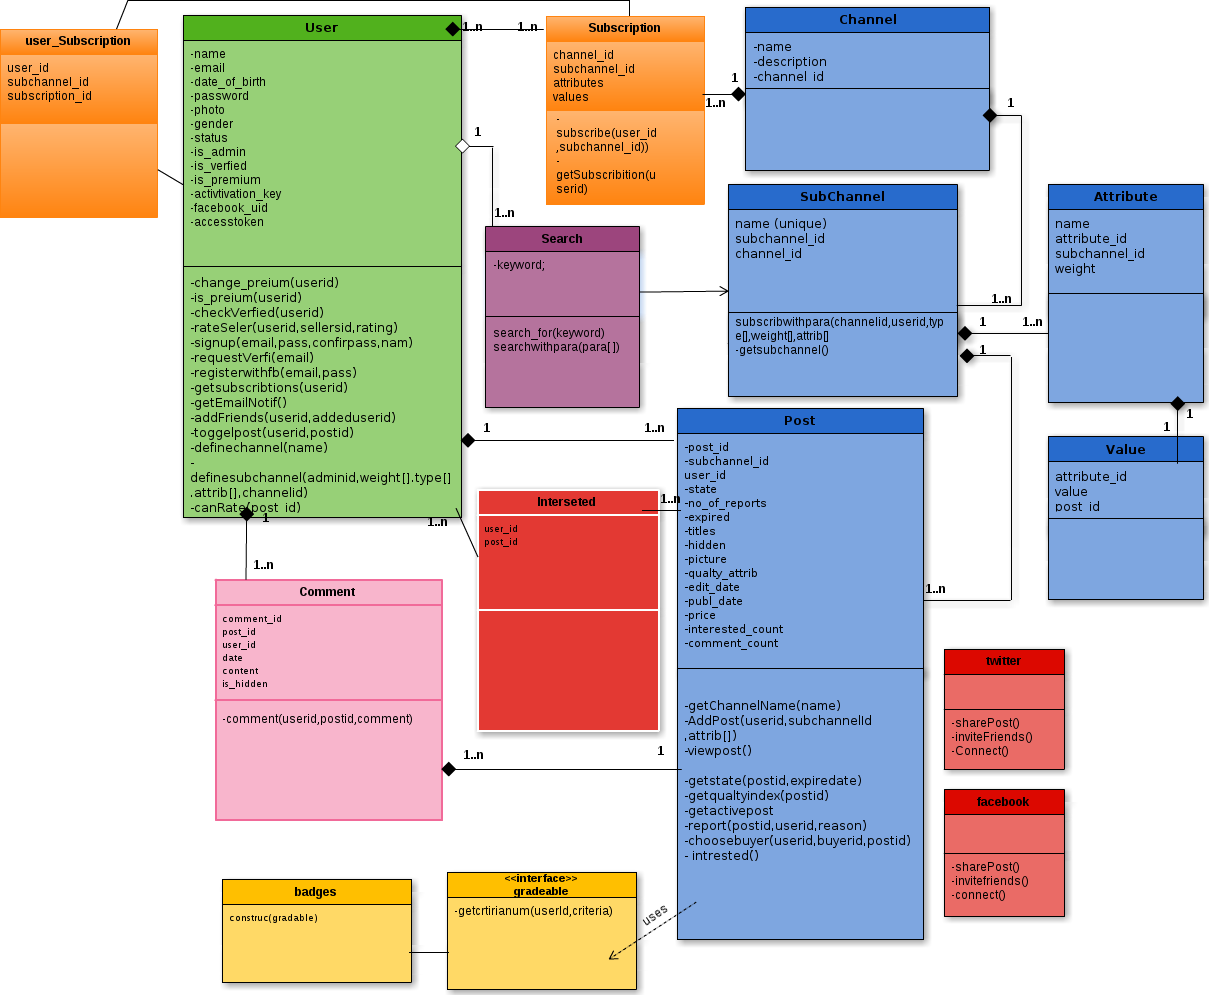 user_Subscription
user_id
subchannel_id
subscription_id
User
-name
-email
-date_of_birth
-password
-photo
-gender
-status
-is_admin
-is_verfied
-is_premium
-activtivation_key
-facebook_uid
-accesstoken
-change_preium(userid)
-is_preium(userid)
-checkVerfied(userid)
-rateSeler(userid,sellersid,rating)
-signup(email,pass,confirpass,nam)
-requestVerfi(email)
-registerwithfb(email,pass)
-getsubscribtions(userid)
-getEmailNotif()
-addFriends(userid,addeduserid)
-toggelpost(userid,postid)
-definechannel(name)
-
definesubchannel(adminid,weight[].type[]
.attrib[],channelid)
-canRate(post_id)
1..n
1..n
Subscription
channel_id
subchannel_id
attributes
values
-
subscribe(user_id
,subchannel_id))
-
getSubscribition(u
serid)
1
1..n
Channel
-name
-description
-channel_id
1
1..n
1
1..n
Search
-keyword;
search_for(keyword)
searchwithpara(para[])
SubChannel
name (unique)
subchannel_id
channel_id
subscribwithpara(channelid,userid,typ
e[],weight[],attrib[]
-getsubchannel()
1
1..n
1
1..n
Attribute
name
attribute_id
subchannel_id
weight
1
1
Value
attribute_id
value
post_id
1
1..n
Post
-post_id
-subchannel_id
user_id
-state
-no_of_reports
-expired
-titles
-hidden
-picture
-qualty_attrib
-edit_date
-publ_date
-price
-interested_count
-comment_count
-getChannelName(name)
-AddPost(userid,subchannelId
,attrib[])
-viewpost()
-getstate(postid,expiredate)
-getqualtyindex(postid)
-getactivepost
-report(postid,userid,reason)
-choosebuyer(userid,buyerid,postid)
- intrested()
Interseted
user_id
post_id
1..n
1..n
1
1..n
Comment
comment_id
post_id
user_id
date
content
is_hidden
-comment(userid,postid,comment)
1..n
1
twitter
-sharePost()
-inviteFriends()
-Connect()
facebook
-sharePost()
-invitefriends()
-connect()
badges
construc(gradable)
<<interface>>
gradeable
-getcrtirianum(userId,criteria)
uses